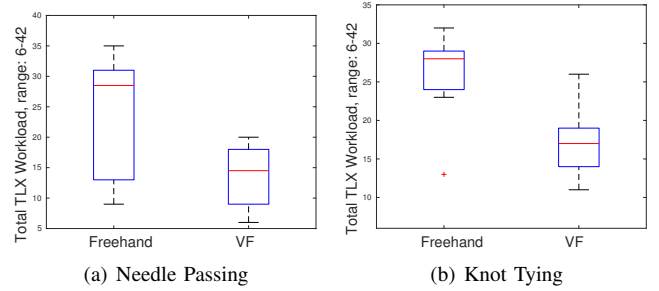 Total TLX Workload, range: 6-42
40
35
30
25
20
15
10
5
Freehand VF
(a) Needle Passing
Total TLX Workload, range: 6-42
35
30
25
20
15
10
Freehand VF
(b) Knot Tying